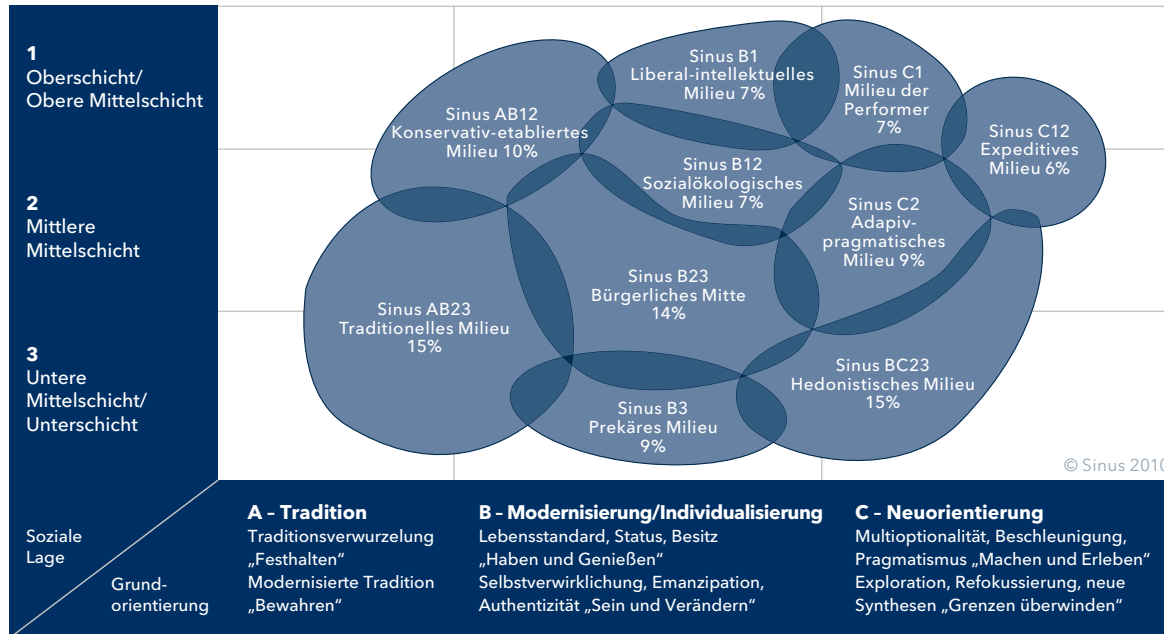 1
Oberschicht/
Obere Mittelschicht
2
Mittlere
Mittelschicht
3
Untere
Mittelschicht/
Unterschicht
Sinus B1
Liberal-intellektuelles
Milieu 7%
Sinus C1
Milieu der
Performer
7%
Sinus AB12
Konservativ-etabliertes
Milieu 10%
Sinus C12
Expeditives
Milieu 6%
Sinus B12
Sozialökologisches
Milieu 7%
Sinus C2
Adapiv-
pragmatisches
Milieu 9%
Sinus B23
Bürgerliches Mitte
14%
Sinus AB23
Traditionelles Milieu
15%
Sinus BC23
Hedonistisches Milieu
15%
Sinus B3
Prekäres Milieu
9%
© Sinus 2010
Soziale
Lage
Grund-
orientierung
A – Tradition
Traditionsverwurzelung
„Festhalten“
Modernisierte Tradition
„Bewahren“
B – Modernisierung/Individualisierung
Lebensstandard, Status, Besitz
„Haben und Genießen“
Selbstverwirklichung, Emanzipation,
Authentizität „Sein und Verändern“
C – Neuorientierung
Multioptionalität, Beschleunigung,
Pragmatismus „Machen und Erleben“
Exploration, Refokussierung, neue
Synthesen „Grenzen überwinden“